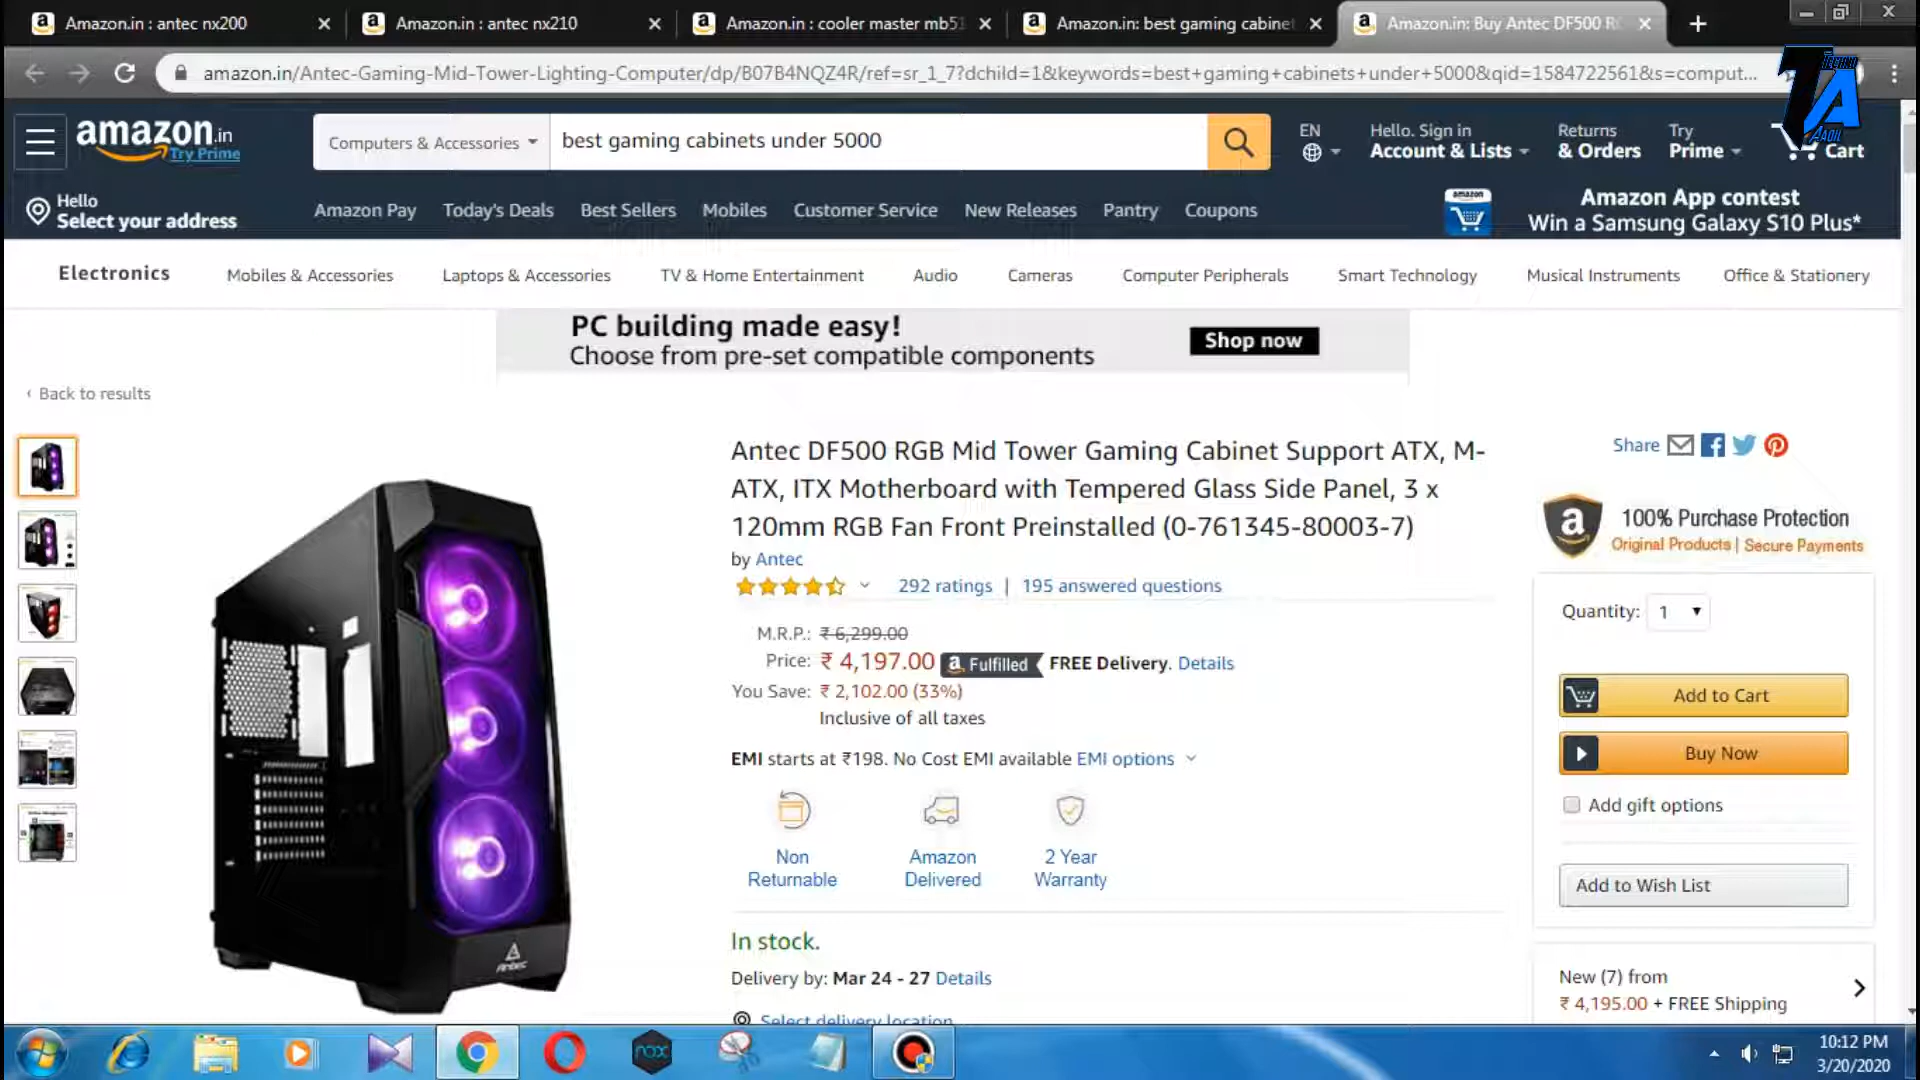 Amazon.in : antec nx200
Amazon.in : antec nx210
Amazon.in : cooler master mb51
Amazon.in: best gaming cabinet
Amazon.in: Buy Antec DF500 RG
amazon.in/Antec-Gaming-Mid-Tower-Lighting-Computer/dp/B07B4NQZ4R/ref=sr_1_7?dchild=1&keywords=best+gaming+cabinets+under+5000&qid=1584722561&s=comput...
TECHNO
AADIL
amazon.in
Try Prime
Computers & Accessories
best gaming cabinets under 5000
EN
Hello. Sign in
Account & Lists
Returns
& Orders
Try
Prime
Cart
Hello
Select your address
Amazon Pay
Today's Deals
Best Sellers
Mobiles
Customer Service
New Releases
Pantry
Coupons
amazon
Amazon App contest
Win a Samsung Galaxy S10 Plus*
Electronics
Mobiles & Accessories
Laptops & Accessories
TV & Home Entertainment
Audio
Cameras
Computer Peripherals
Smart Technology
Musical Instruments
Office & Stationery
PC building made easy!
Choose from pre-set compatible components
Shop now
‹ Back to results
Antec DF500 RGB Mid Tower Gaming Cabinet Support ATX, M-
ATX, ITX Motherboard with Tempered Glass Side Panel, 3 x
120mm RGB Fan Front Preinstalled (0-761345-80003-7)
by Antec
292 ratings | 195 answered questions
M.R.P.: ₹ 6,299.00
Price: ₹ 4,197.00 a Fulfilled FREE Delivery. Details
You Save: ₹ 2,102.00 (33%)
Inclusive of all taxes
EMI starts at ₹198. No Cost EMI available EMI options
Non
Returnable
Amazon
Delivered
2 Year
Warranty
In stock.
Delivery by: Mar 24 - 27 Details
Select delivery location
Antec
Share
100% Purchase Protection
Original Products | Secure Payments
Quantity: 1
Add to Cart
Buy Now
Add gift options
Add to Wish List
New (7) from
₹ 4,195.00 + FREE Shipping
nox
10:12 PM
3/20/2020